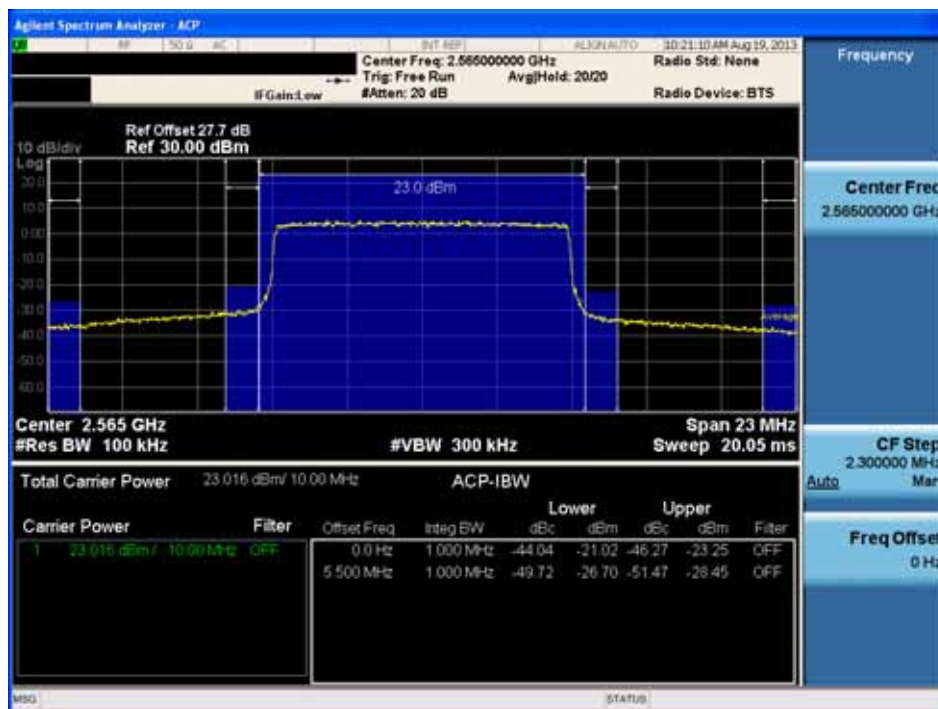 Agilent Spectrum Analyzer - ACP
RF 50 Ω AC INT REF ALIGN AUTO 10:21:10 AM Aug 19, 2013
Center Freq: 2.565000000 GHz Radio Std: None
Trig: Free Run Avg|Hold: 20/20
IFGain:Low #Atten: 20 dB Radio Device: BTS
Ref Offset 27.7 dB
10 dB/div Ref 30.00 dBm
Log
20.0
10.0
0.00
-10.0
-20.0
-30.0
-40.0
-50.0
-60.0
23.0 dBm
Average
Center 2.565 GHz Span 23 MHz
#Res BW 100 kHz #VBW 300 kHz Sweep 20.05 ms
Total Carrier Power 23.016 dBm/ 10.00 MHz ACP-IBW
Lower Upper
Carrier Power Filter Offset Freq Integ BW dBc dBm dBc dBm Filter
1 23.016 dBm / 10.00 MHz OFF 0.0 Hz 1.000 MHz -44.04 -21.02 -46.27 -23.25 OFF
5.500 MHz 1.000 MHz -49.72 -26.70 -51.47 -28.45 OFF
MSG STATUS
Frequency
Center Freq
2.565000000 GHz
CF Step
2.300000 MHz
Auto Man
Freq Offset
0 Hz